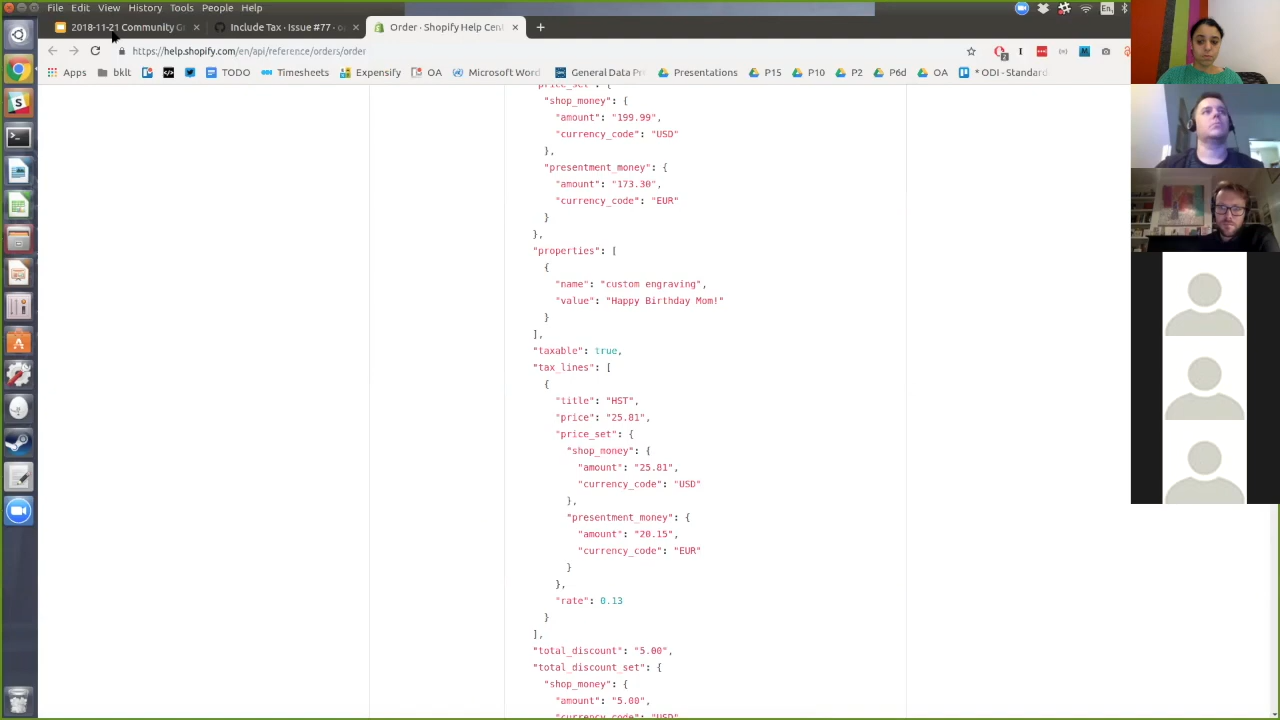 File Edit View History Tools People Help
En
2018-11-21 Community G
Include Tax · Issue #77 · o
Order · Shopify Help Cen
https://help.shopify.com/en/api/reference/orders/order
Apps bklt TODO Timesheets Expensify OA Microsoft Word General Data Pr Presentations P15 P10 P2 P6d OA * ODI - Standard
"price_set": {
"shop_money": {
"amount": "199.99",
"currency_code": "USD"
},
"presentment_money": {
"amount": "173.30",
"currency_code": "EUR"
}
},
"properties": [
{
"name": "custom engraving",
"value": "Happy Birthday Mom!"
}
],
"taxable": true,
"tax_lines": [
{
"title": "HST",
"price": "25.81",
"price_set": {
"shop_money": {
"amount": "25.81",
"currency_code": "USD"
},
"presentment_money": {
"amount": "20.15",
"currency_code": "EUR"
}
},
"rate": 0.13
}
],
"total_discount": "5.00",
"total_discount_set": {
"shop_money": {
"amount": "5.00",
"currency_code": "USD"